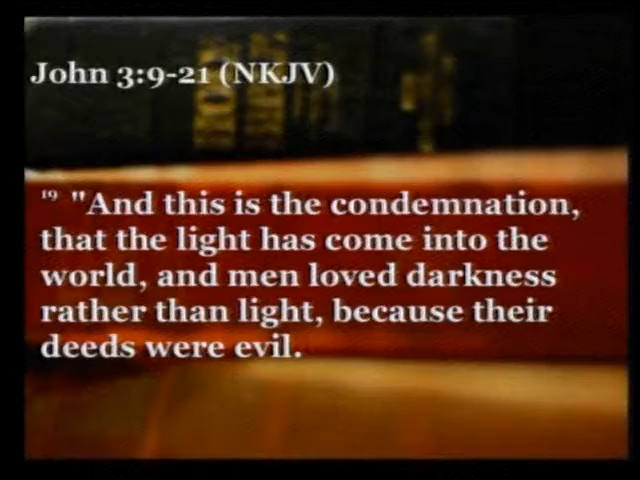 John 3:9-21 (NKJV)
19 "And this is the condemnation,
that the light has come into the
world, and men loved darkness
rather than light, because their
deeds were evil.